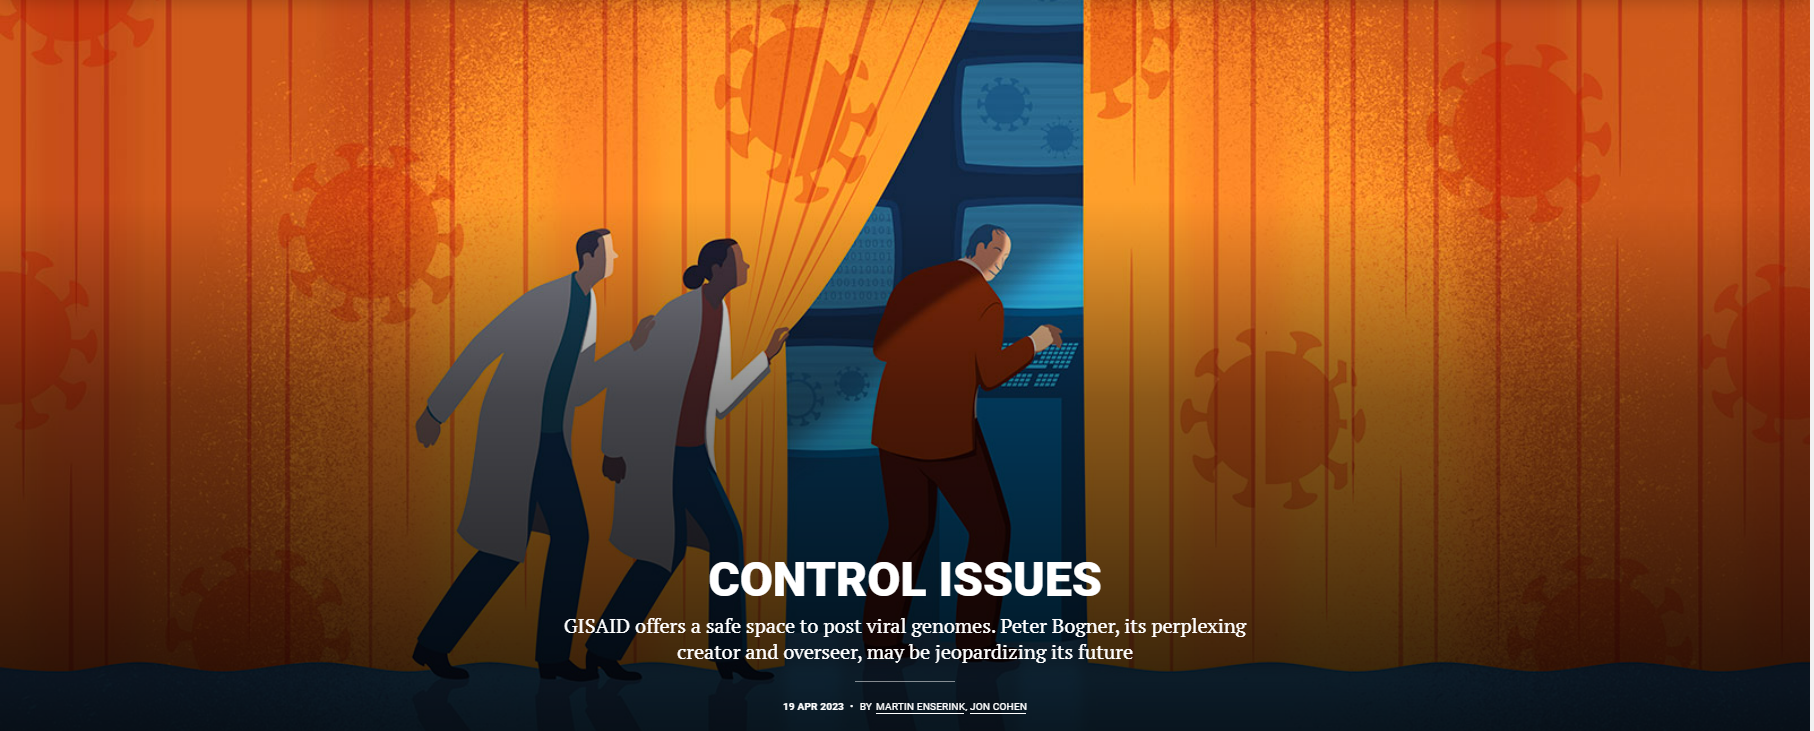 CONTROL ISSUES
GISAID offers a safe space to post viral genomes. Peter Bogner, its perplexing
creator and overseer, may be jeopardizing its future
19 APR 2023 • BY MARTIN ENSERINK, JON COHEN